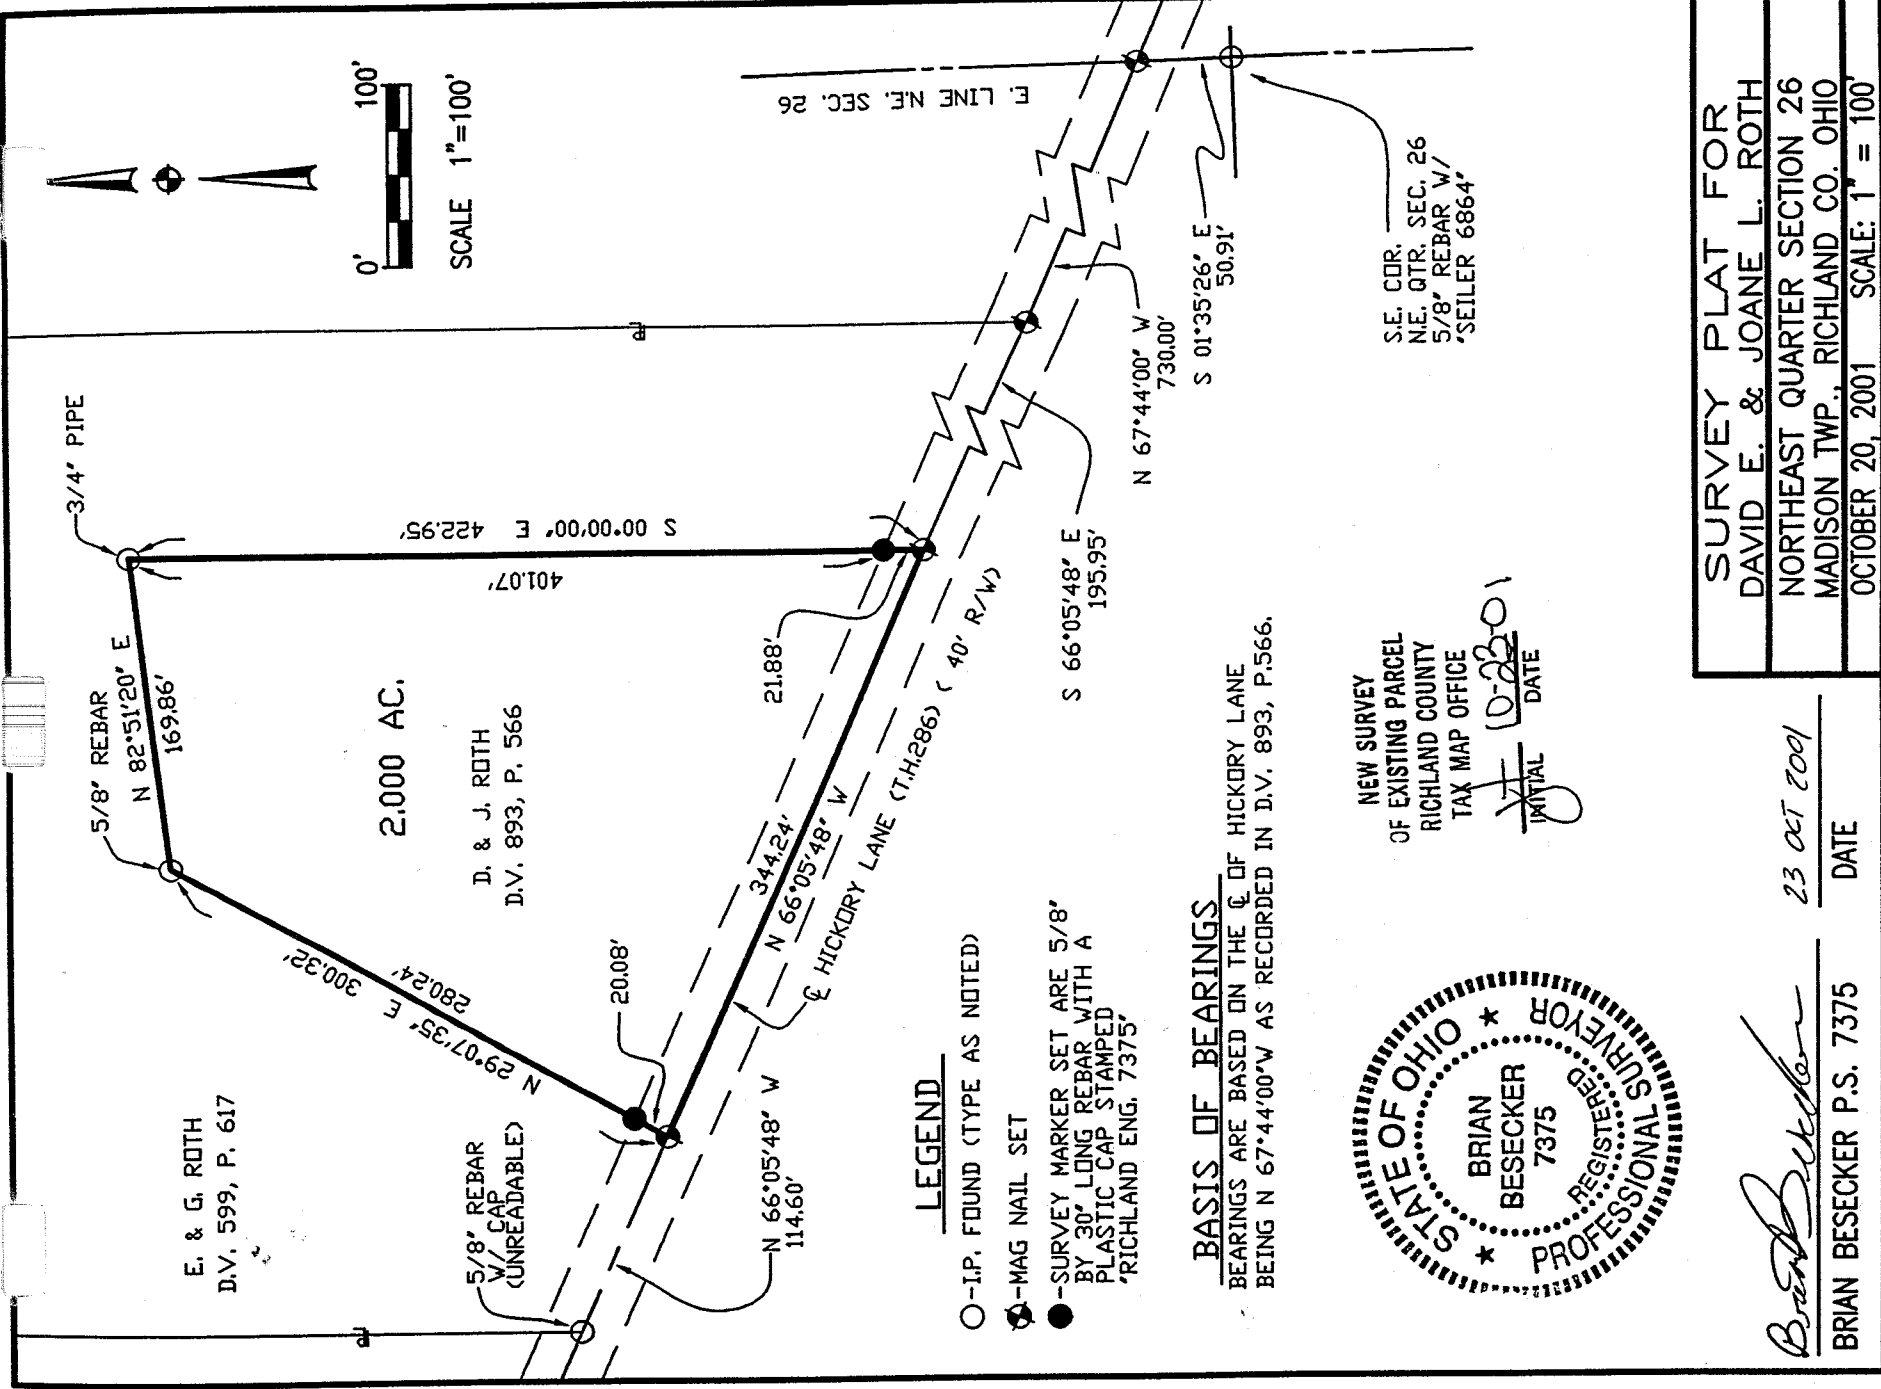 0'
100'
SCALE 1"=100'
3/4" PIPE
5/8" REBAR
N 82°51'20" E
169.86'
S 00°00'00" E 422.95'
401.07'
21.88'
2.000 AC.
D. & J. ROTH
D.V. 893, P. 566
N 29°07'35" E 300.32'
280.24'
20.08'
E. & G. ROTH
D.V. 599, P. 617
5/8" REBAR
W/ CAP
(UNREADABLE)
N 66°05'48" W
114.60'
344.24'
N 66°05'48" W
℄ HICKORY LANE (T.H.286) ( 40' R/W)
S 66°05'48" E
195.95'
N 67°44'00" W
730.00'
S 01°35'26" E
50.91'
E. LINE N.E. SEC. 26
S.E. COR.
N.E. QTR. SEC. 26
5/8" REBAR W/
"SEILER 6864"
LEGEND
-I.P. FOUND (TYPE AS NOTED)
-MAG NAIL SET
-SURVEY MARKER SET ARE 5/8"
BY 30" LONG REBAR WITH A
PLASTIC CAP STAMPED
"RICHLAND ENG. 7375"
BASIS OF BEARINGS
BEARINGS ARE BASED ON THE ℄ OF HICKORY LANE
BEING N 67°44'00"W AS RECORDED IN D.V. 893, P.566.
NEW SURVEY
OF EXISTING PARCEL
RICHLAND COUNTY
TAX MAP OFFICE
10-23-01
INITIAL DATE
STATE OF OHIO
BRIAN
BESECKER
7375
REGISTERED
PROFESSIONAL SURVEYOR
23 OCT 2001
BRIAN BESECKER P.S. 7375 DATE
SURVEY PLAT FOR
DAVID E. & JOANE L. ROTH
NORTHEAST QUARTER SECTION 26
MADISON TWP., RICHLAND CO. OHIO
OCTOBER 20, 2001 SCALE: 1" = 100'